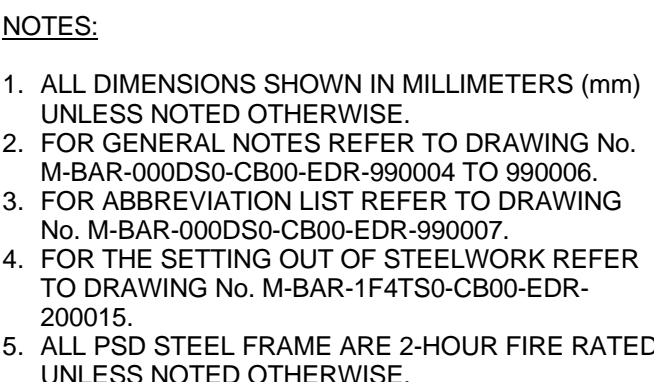 NOTES:
1. ALL DIMENSIONS SHOWN IN MILLIMETERS (mm)
UNLESS NOTED OTHERWISE.
2. FOR GENERAL NOTES REFER TO DRAWING No.
M-BAR-000DS0-CB00-EDR-990004 TO 990006.
3. FOR ABBREVIATION LIST REFER TO DRAWING
No. M-BAR-000DS0-CB00-EDR-990007.
4. FOR THE SETTING OUT OF STEELWORK REFER
TO DRAWING No. M-BAR-1F4TS0-CB00-EDR-
200015.
5. ALL PSD STEEL FRAME ARE 2-HOUR FIRE RATED
UNLESS NOTED OTHERWISE.